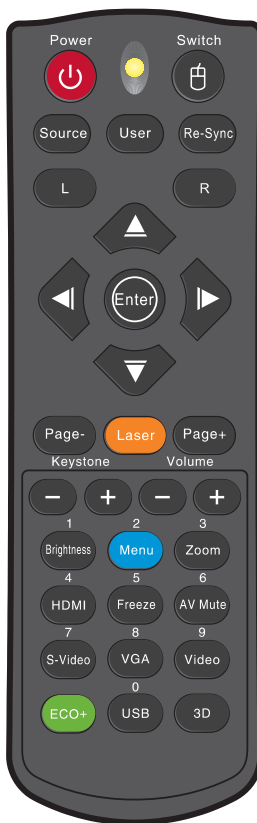 Power Switch
Source User Re-Sync
L R
Enter
Page- Laser Page+
Keystone Volume
− + − +
1 2 3
Brightness Menu Zoom
4 5 6
HDMI Freeze AV Mute
7 8 9
S-Video VGA Video
0
ECO+ USB 3D